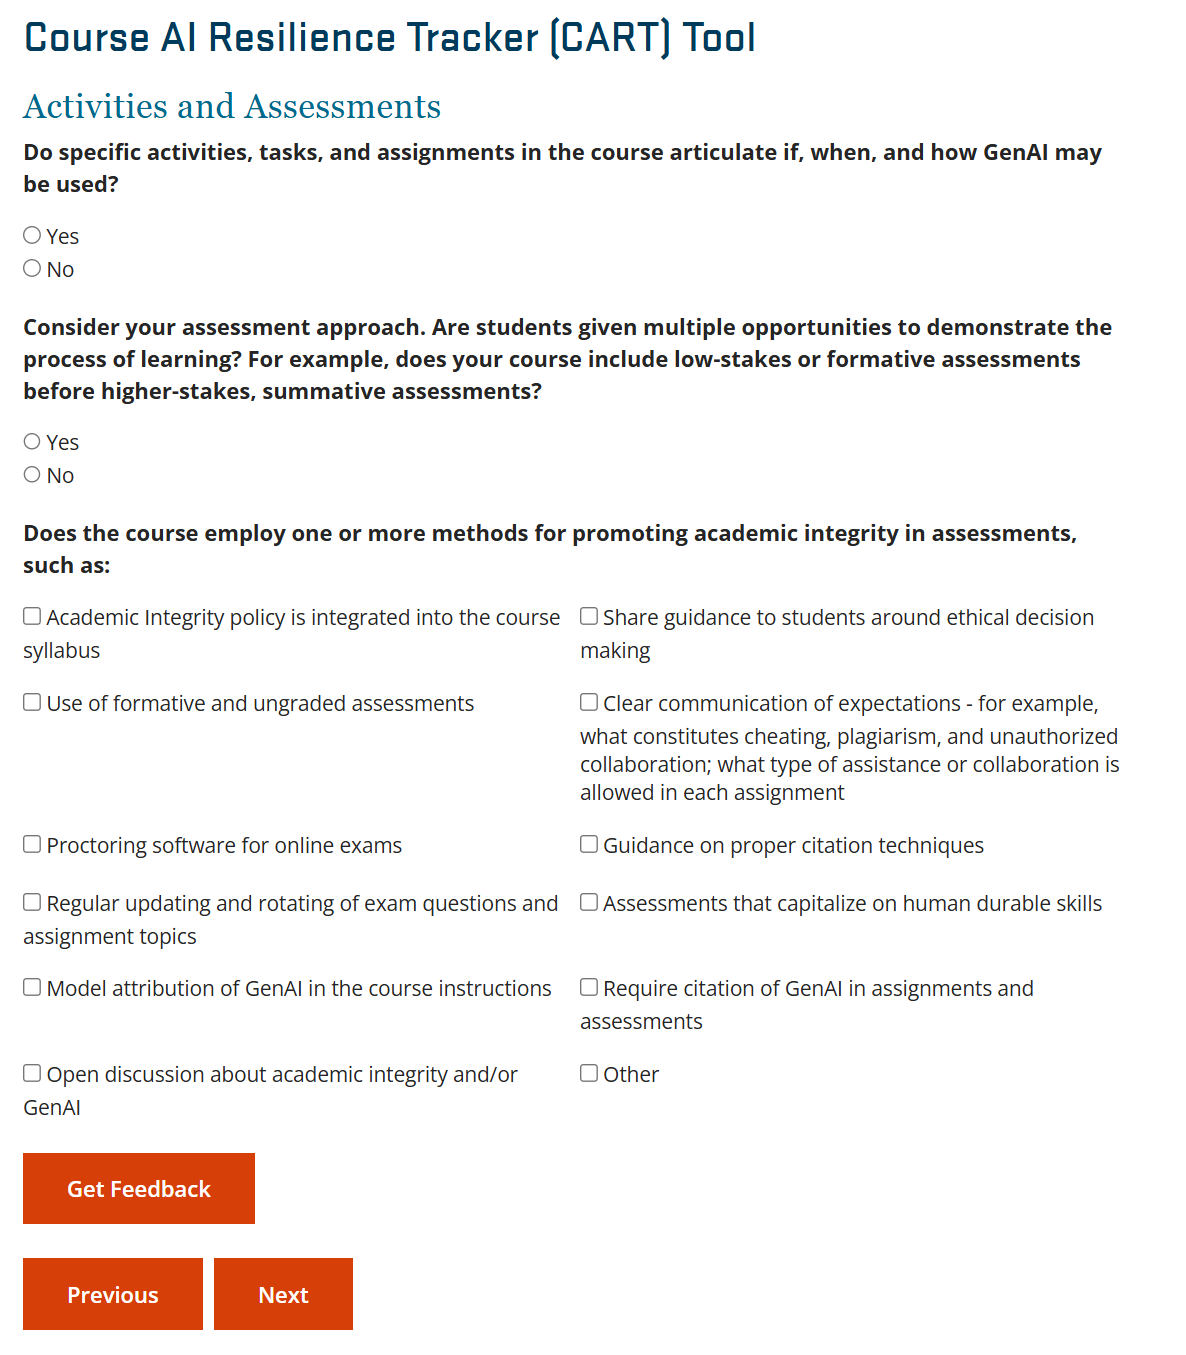 Course AI Resilience Tracker (CART) Tool
Activities and Assessments
Do specific activities, tasks, and assignments in the course articulate if, when, and how GenAI may
be used?
Yes
No
Consider your assessment approach. Are students given multiple opportunities to demonstrate the
process of learning? For example, does your course include low-stakes or formative assessments
before higher-stakes, summative assessments?
Yes
No
Does the course employ one or more methods for promoting academic integrity in assessments,
such as:
Academic Integrity policy is integrated into the course
syllabus
Share guidance to students around ethical decision
making
Use of formative and ungraded assessments
Clear communication of expectations - for example,
what constitutes cheating, plagiarism, and unauthorized
collaboration; what type of assistance or collaboration is
allowed in each assignment
Proctoring software for online exams
Guidance on proper citation techniques
Regular updating and rotating of exam questions and
assignment topics
Assessments that capitalize on human durable skills
Model attribution of GenAI in the course instructions
Require citation of GenAI in assignments and
assessments
Open discussion about academic integrity and/or
GenAI
Other
Get Feedback
Previous
Next